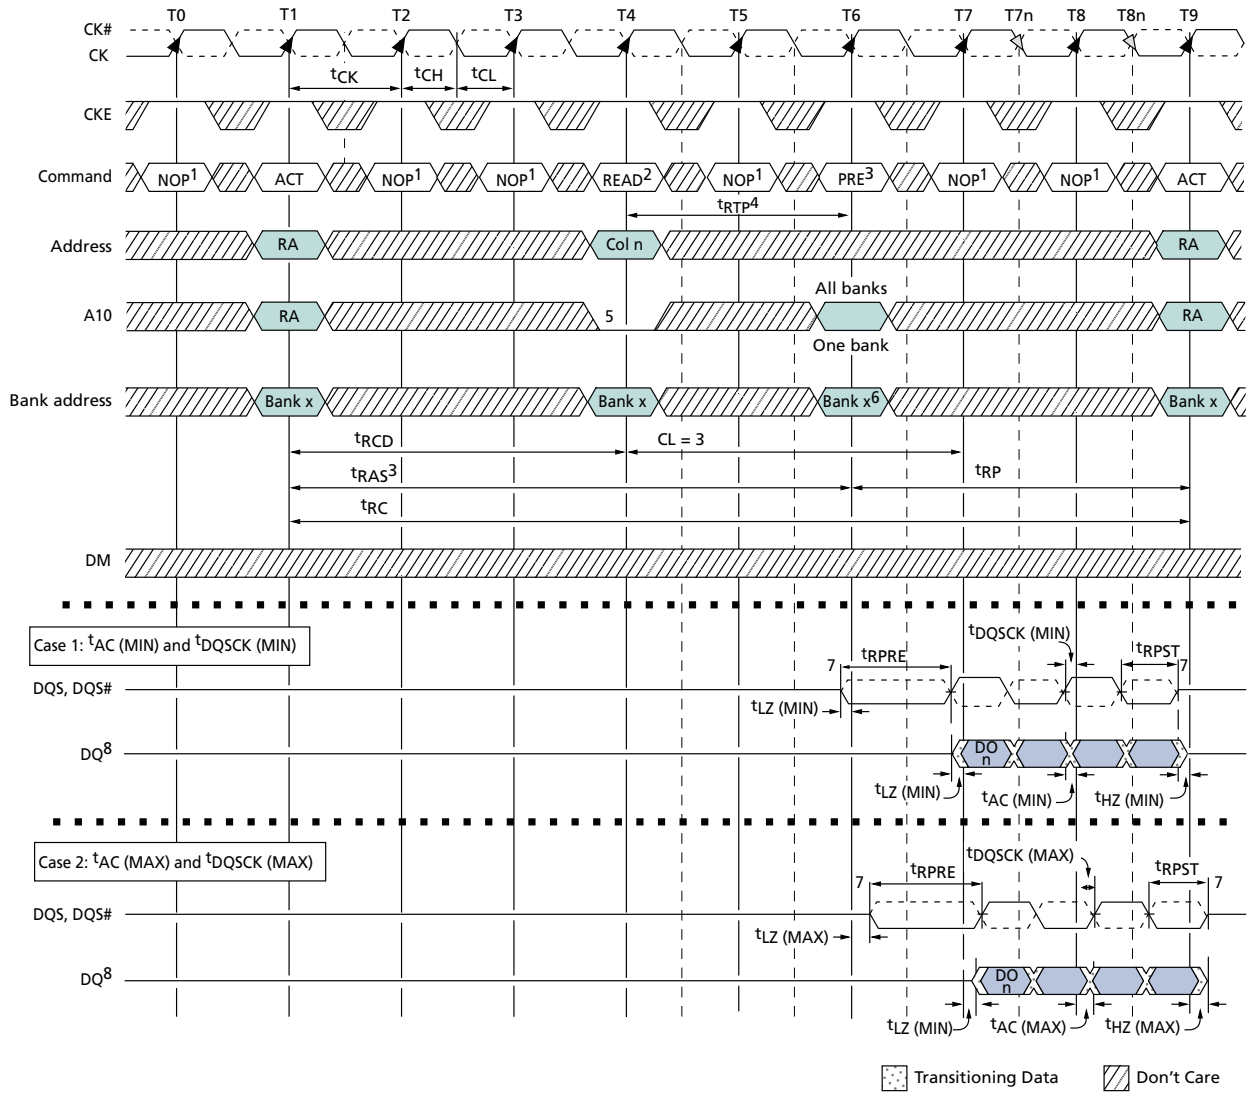 T0 T1 T2 T3 T4 T5 T6 T7 T7n T8 T8n T9
CK#
CK
tCK tCH tCL
CKE
Command NOP1 ACT NOP1 NOP1 READ2 NOP1 PRE3 NOP1 NOP1 ACT
tRTP4
Address RA Col n RA
All banks
A10 RA 5 RA
One bank
Bank address Bank x Bank x Bank x6 Bank x
tRCD CL = 3
tRAS3 tRP
tRC
DM
Case 1: tAC (MIN) and tDQSCK (MIN)
tDQSCK (MIN)
7 tRPRE tRPST 7
DQS, DQS#
tLZ (MIN)
DQ8 DO
n
tLZ (MIN) tAC (MIN) tHZ (MIN)
Case 2: tAC (MAX) and tDQSCK (MAX)
tDQSCK (MAX)
7 tRPRE tRPST 7
DQS, DQS#
tLZ (MAX)
DQ8 DO
n
tLZ (MIN) tAC (MAX) tHZ (MAX)
Transitioning Data Don't Care